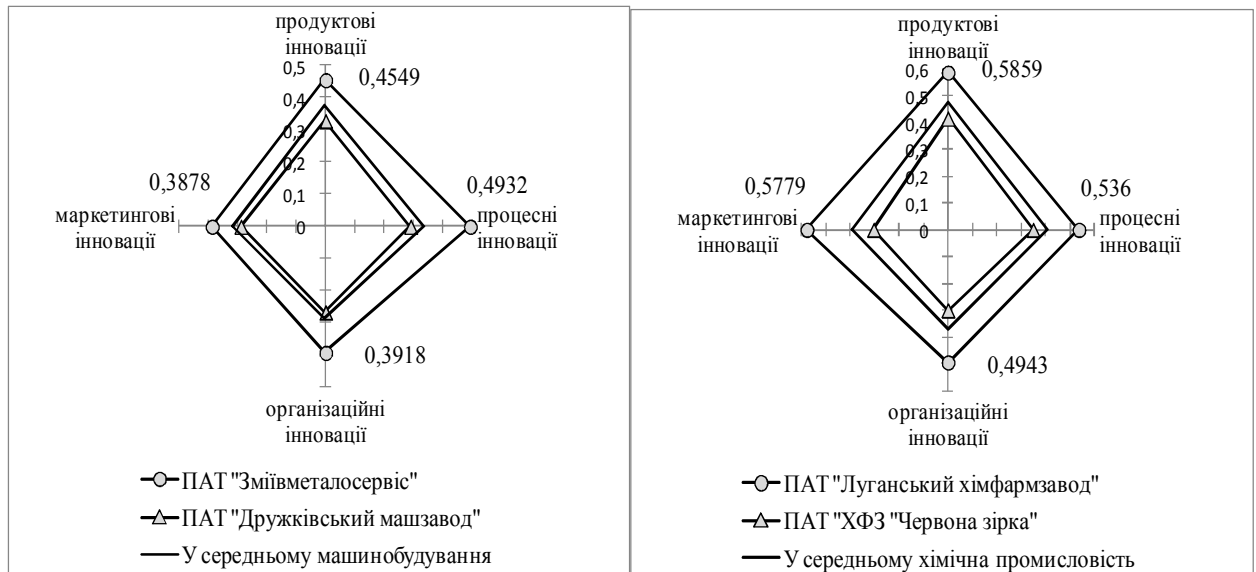 продуктові
інновації
0,5
0,4549
0,4
0,3
0,2
0,3878
0,4932
0,1
маркетингові
інновації
0
процесні
інновації
0,3918
організаційні
інновації
ПАТ "Зміївметалосервіс"
ПАТ "Дружківський машзавод"
У середньому машинобудування
продуктові
інновації
0,6
0,5859
0,5
0,4
0,3
0,2
0,5779
0,536
0,1
маркетингові
інновації
0
процесні
інновації
0,4943
організаційні
інновації
ПАТ "Луганський хімфармзавод"
ПАТ "ХФЗ "Червона зірка"
У середньому хімічна промисловість